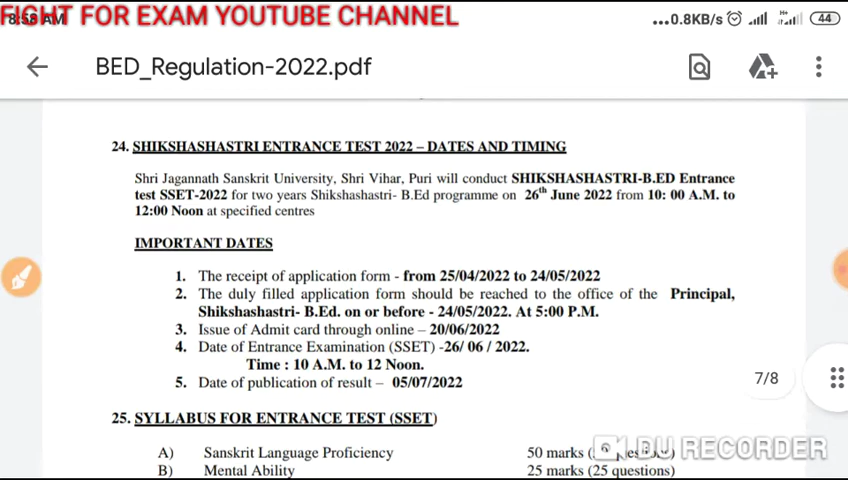 FIGHT FOR EXAM YOUTUBE CHANNEL
8:58 AM ...0.8KB/s H+ 44
BED_Regulation-2022.pdf
24. SHIKSHASHASTRI ENTRANCE TEST 2022 – DATES AND TIMING
Shri Jagannath Sanskrit University, Shri Vihar, Puri will conduct SHIKSHASHASTRI-B.ED Entrance
test SSET-2022 for two years Shikshashastri- B.Ed programme on 26th June 2022 from 10: 00 A.M. to
12:00 Noon at specified centres
IMPORTANT DATES
1. The receipt of application form - from 25/04/2022 to 24/05/2022
2. The duly filled application form should be reached to the office of the Principal,
Shikshashastri- B.Ed. on or before - 24/05/2022. At 5:00 P.M.
3. Issue of Admit card through online – 20/06/2022
4. Date of Entrance Examination (SSET) -26/ 06 / 2022.
Time : 10 A.M. to 12 Noon.
5. Date of publication of result – 05/07/2022
7/8
25. SYLLABUS FOR ENTRANCE TEST (SSET)
A) Sanskrit Language Proficiency 50 marks
DU RECORDER
B) Mental Ability 25 marks (25 questions)